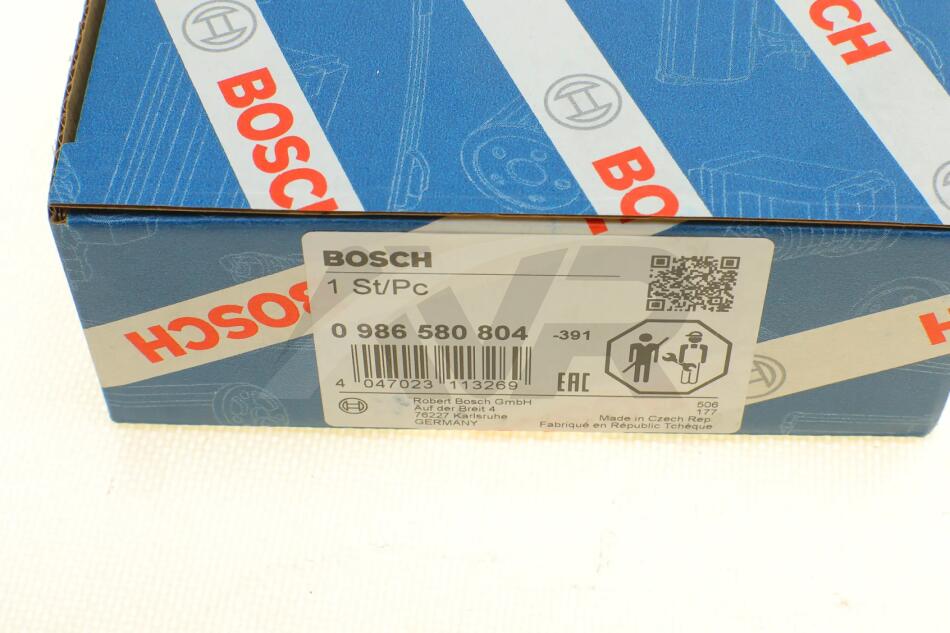 BOSCH
BOSCH
BOSCH
BOSCH
BOSCH
1 St/Pc
0 986 580 804 -391
4 047023 113269
EAC
Robert Bosch GmbH
Auf der Breit 4
76227 Karlsruhe
GERMANY
506
177
Made in Czech Rep.
Fabriqué en République Tchèque